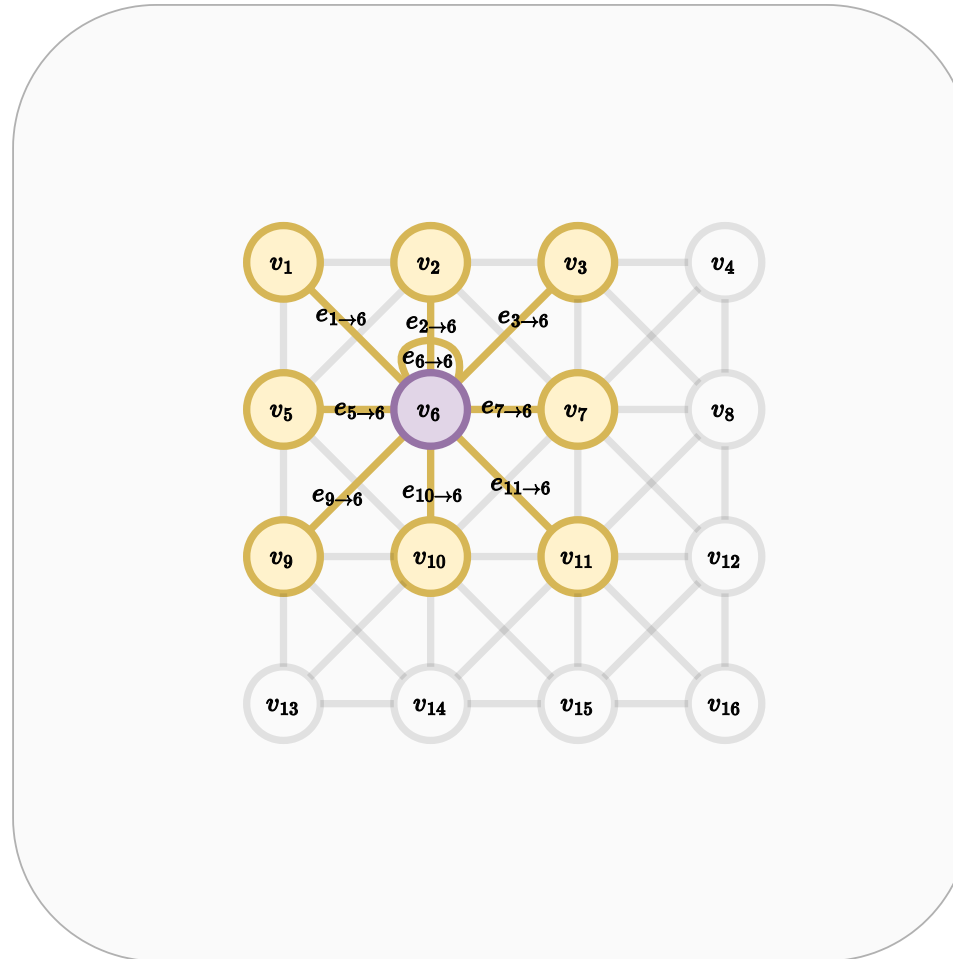 v₁ v₂ v₃ v₄
e₁→₆ e₂→₆ e₃→₆
e₆→₆
v₅ e₅→₆ v₆ e₇→₆ v₇ v₈
e₉→₆ e₁₀→₆ e₁₁→₆
v₉ v₁₀ v₁₁ v₁₂
v₁₃ v₁₄ v₁₅ v₁₆